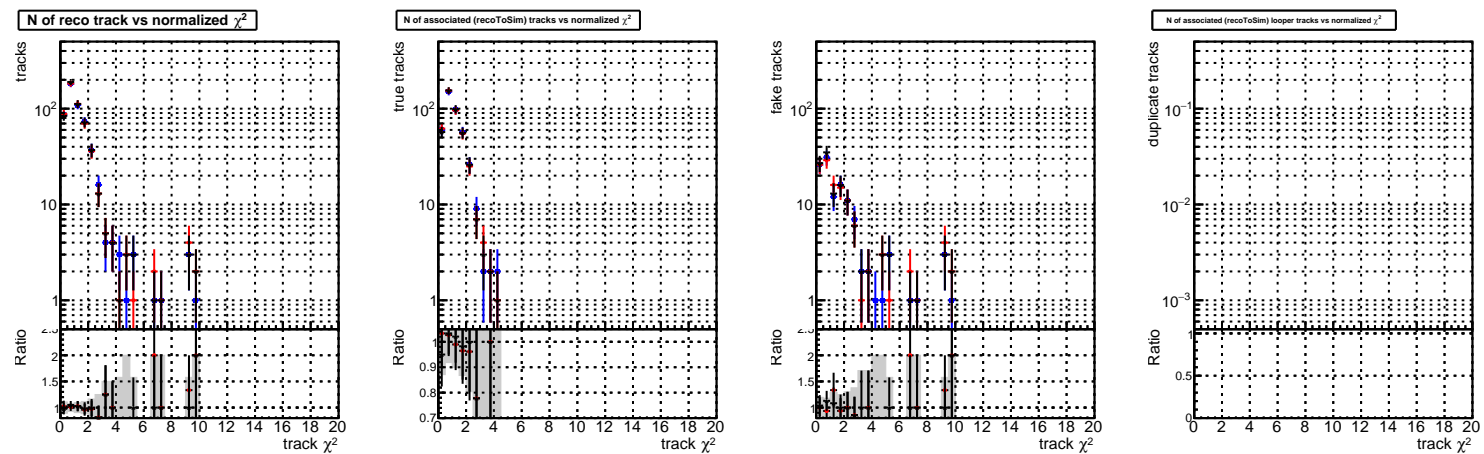 N of reco track vs normalized χ²
tracks
10²
10
1
Ratio
2.5
2
1.5
1
0 2 4 6 8 10 12 14 16 18 20
track χ²
N of associated (recoToSim) tracks vs normalized χ²
true tracks
10²
10
1
Ratio
1
0.9
0.8
0.7
0 2 4 6 8 10 12 14 16 18 20
track χ²
fake tracks
10²
10
1
Ratio
2
1.5
1
0 2 4 6 8 10 12 14 16 18 20
track χ²
N of associated (recoToSim) looper tracks vs normalized χ²
duplicate tracks
10⁻¹
10⁻²
10⁻³
Ratio
1
0.5
0
0 2 4 6 8 10 12 14 16 18 20
track χ²